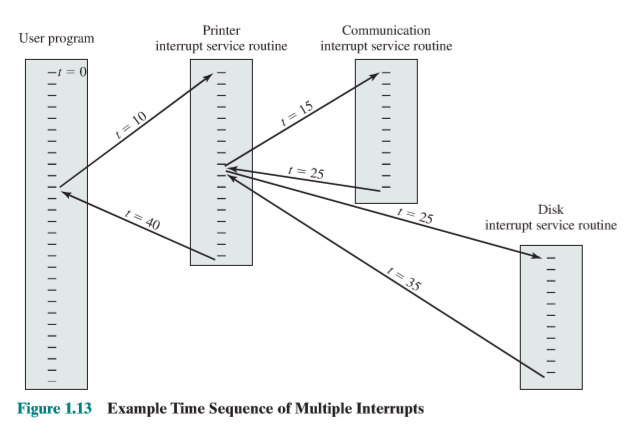 User program
Printer
interrupt service routine
Communication
interrupt service routine
t = 0
t = 10
t = 15
t = 25
t = 40
t = 25
Disk
interrupt service routine
t = 35
Figure 1.13 Example Time Sequence of Multiple Interrupts